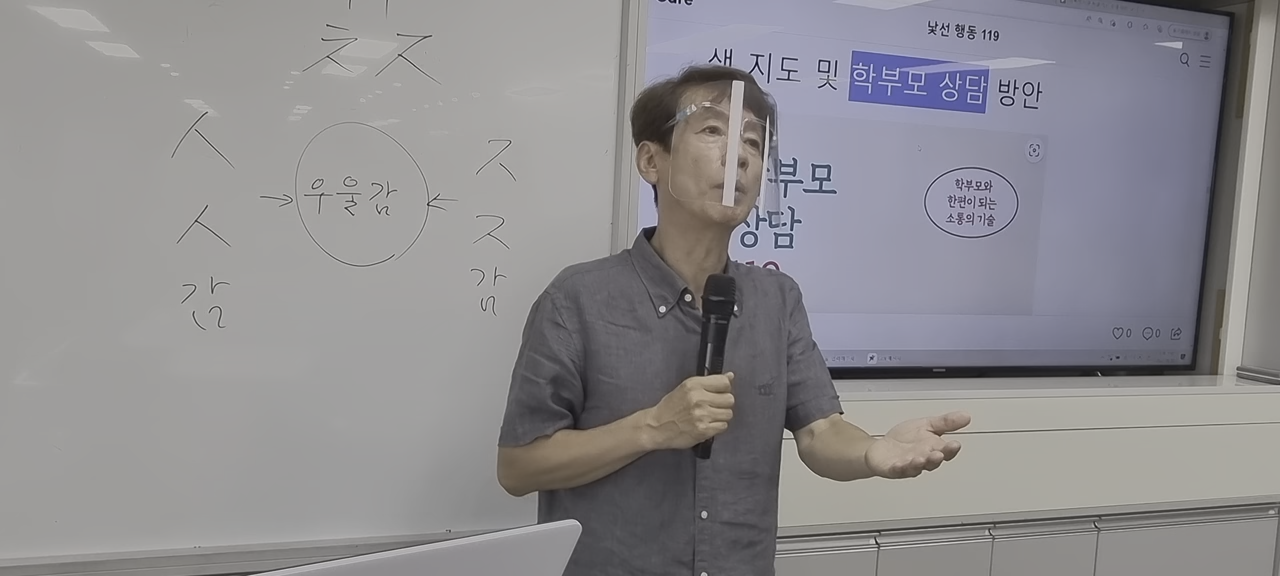 ㅊ ㅈ
ㅅ
ㅅ
감
우울감
ㅈ
ㅈ
감
낯선 행동 119
생 지도 및 학부모 상담 방안
부모
상담
학부모와
한편이 되는
소통의 기술
0
0